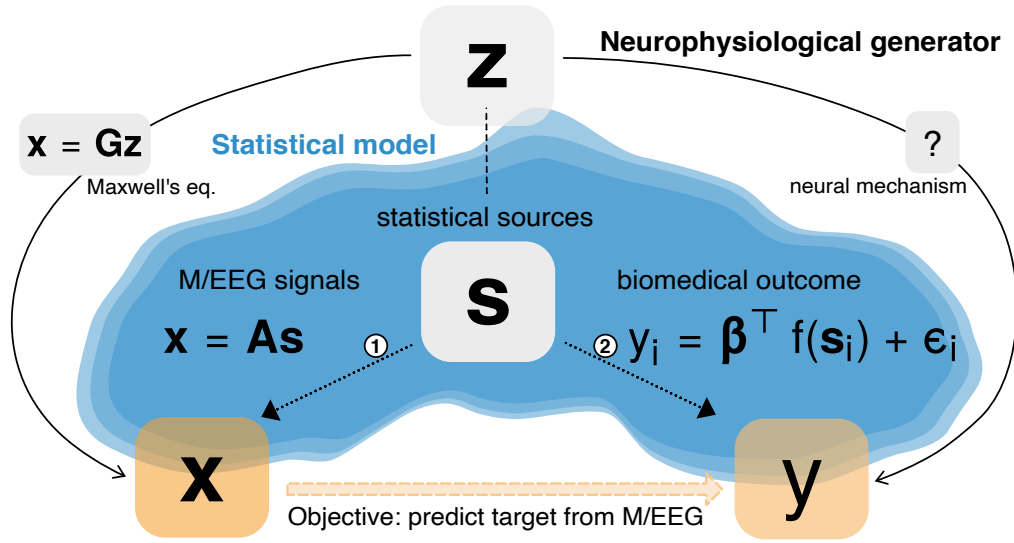 z
Neurophysiological generator
x = Gz
Maxwell's eq.
Statistical model
?
neural mechanism
statistical sources
s
M/EEG signals
x = As
biomedical outcome
yᵢ = β⊤ f(sᵢ) + ϵᵢ
1
2
x
y
Objective: predict target from M/EEG